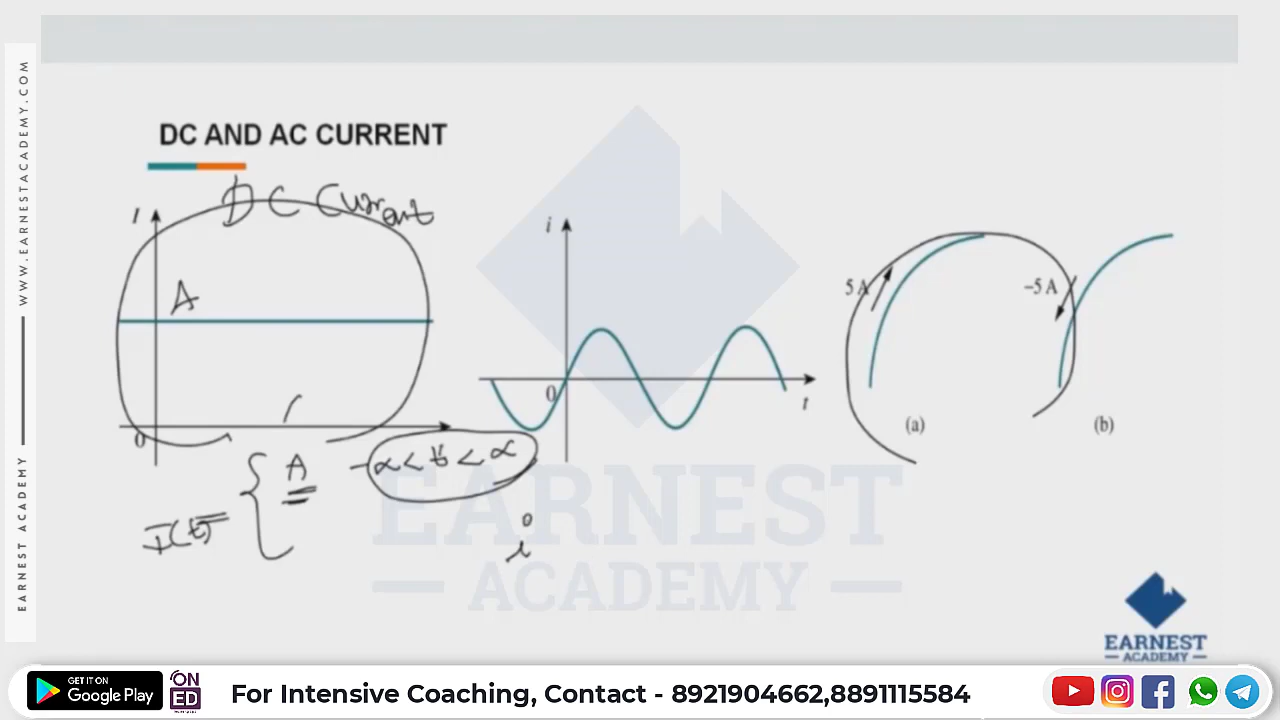 WWW.EARNESTACADEMY.COM
EARNEST ACADEMY
DC AND AC CURRENT
DC Current
I
A
0
i
0
t
5 A
−5 A
(a)
(b)
I(t) { A -∝ < t < ∝
i
EARNEST
ACADEMY
EARNEST
ACADEMY
GET IT ON
Google Play
ON
ED
For Intensive Coaching, Contact - 8921904662,8891115584